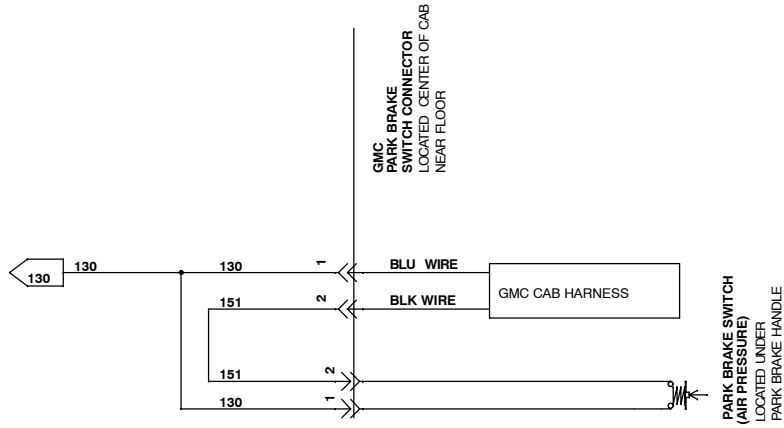 GMC
PARK BRAKE
SWITCH CONNECTOR
LOCATED CENTER OF CAB
NEAR FLOOR
130
130
130
1
BLU WIRE
151
2
BLK WIRE
GMC CAB HARNESS
151
2
130
1
PARK BRAKE SWITCH
(AIR PRESSURE)
LOCATED UNDER
PARK BRAKE HANDLE